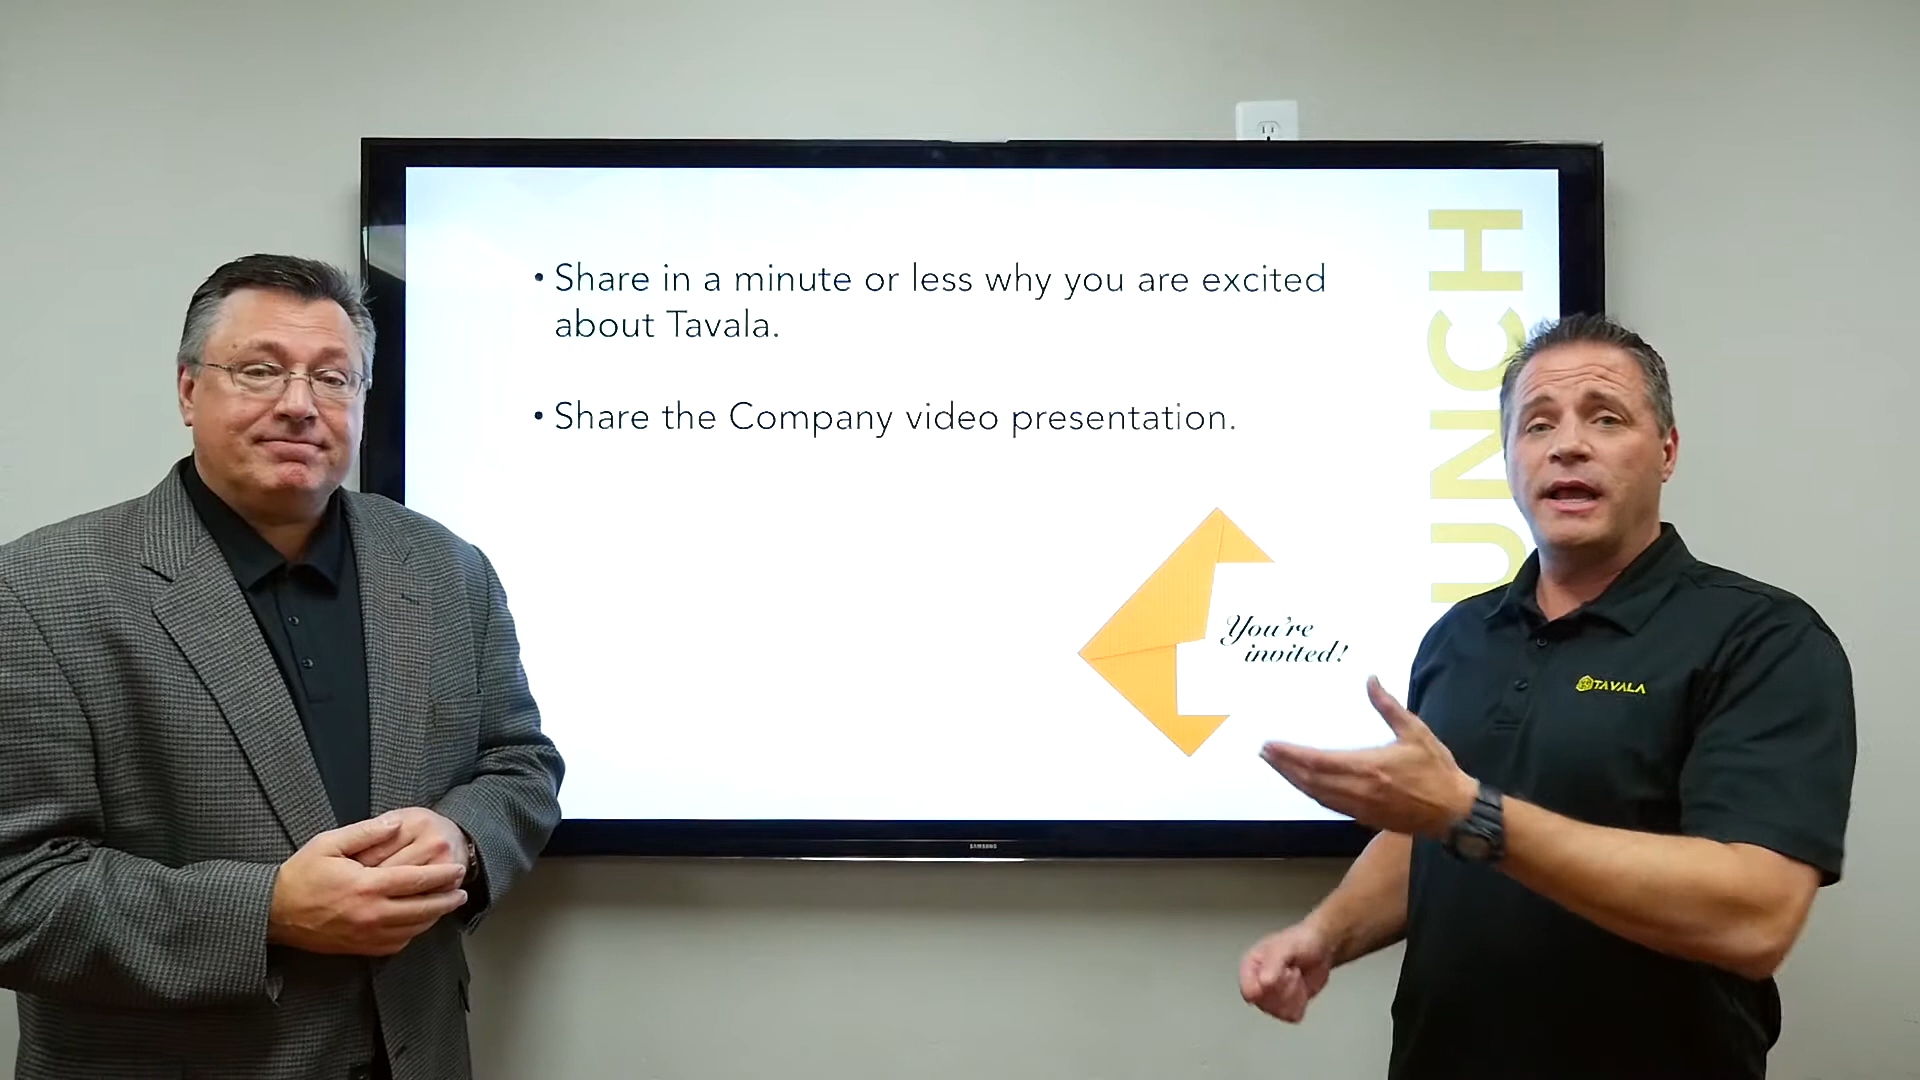 • Share in a minute or less why you are excited
about Tavala.
• Share the Company video presentation.
UNCH
You're
invited!
TAVALA
SAMSUNG